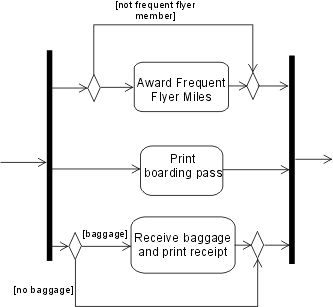 [not frequent flyer
member]
Award Frequent
Flyer Miles
Print
boarding pass
[baggage]
Receive baggage
and print receipt
[no baggage]